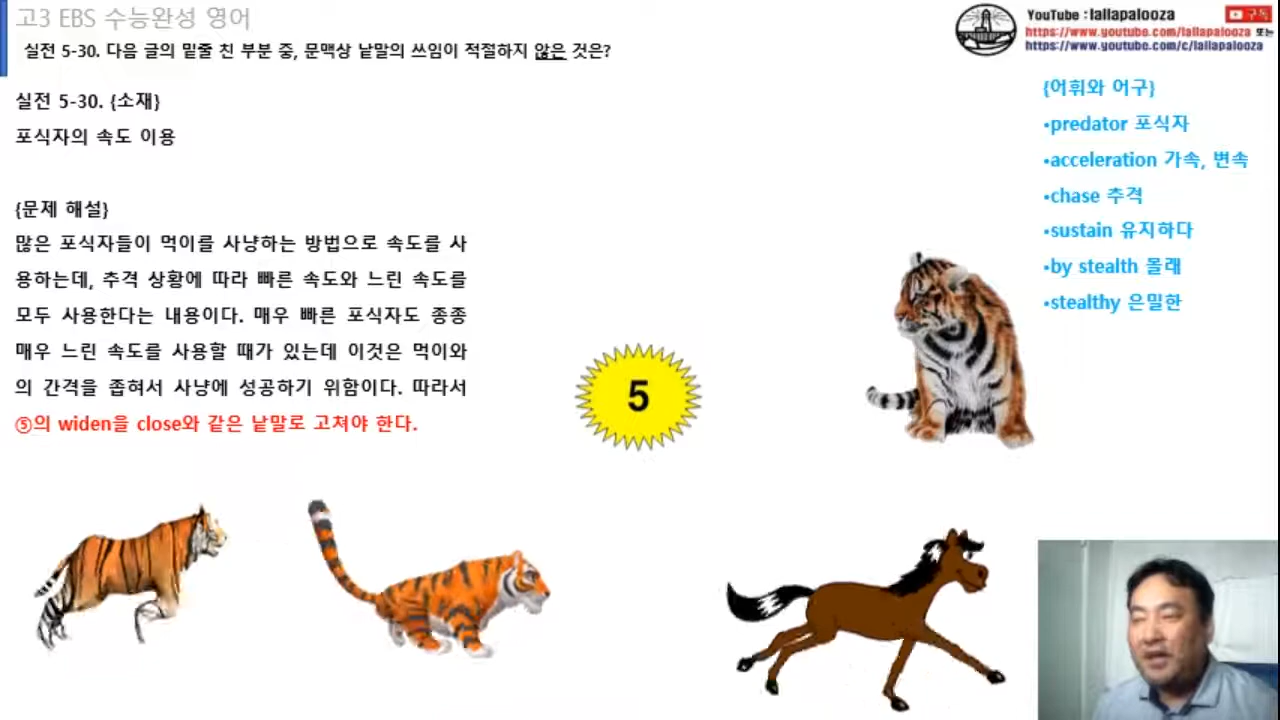 고3 EBS 수능완성 영어
실전 5-30. 다음 글의 밑줄 친 부분 중, 문맥상 낱말의 쓰임이 적절하지 않은 것은?
YouTube : lallapalooza
구독
https://www.youtube.com/lallapalooza 또는
https://www.youtube.com/c/lallapalooza
실전 5-30. {소재}
포식자의 속도 이용
{문제 해설}
많은 포식자들이 먹이를 사냥하는 방법으로 속도를 사
용하는데, 추격 상황에 따라 빠른 속도와 느린 속도를
모두 사용한다는 내용이다. 매우 빠른 포식자도 종종
매우 느린 속도를 사용할 때가 있는데 이것은 먹이와
의 간격을 좁혀서 사냥에 성공하기 위함이다. 따라서
⑤의 widen을 close와 같은 낱말로 고쳐야 한다.
5
{어휘와 어구}
•predator 포식자
•acceleration 가속, 변속
•chase 추격
•sustain 유지하다
•by stealth 몰래
•stealthy 은밀한